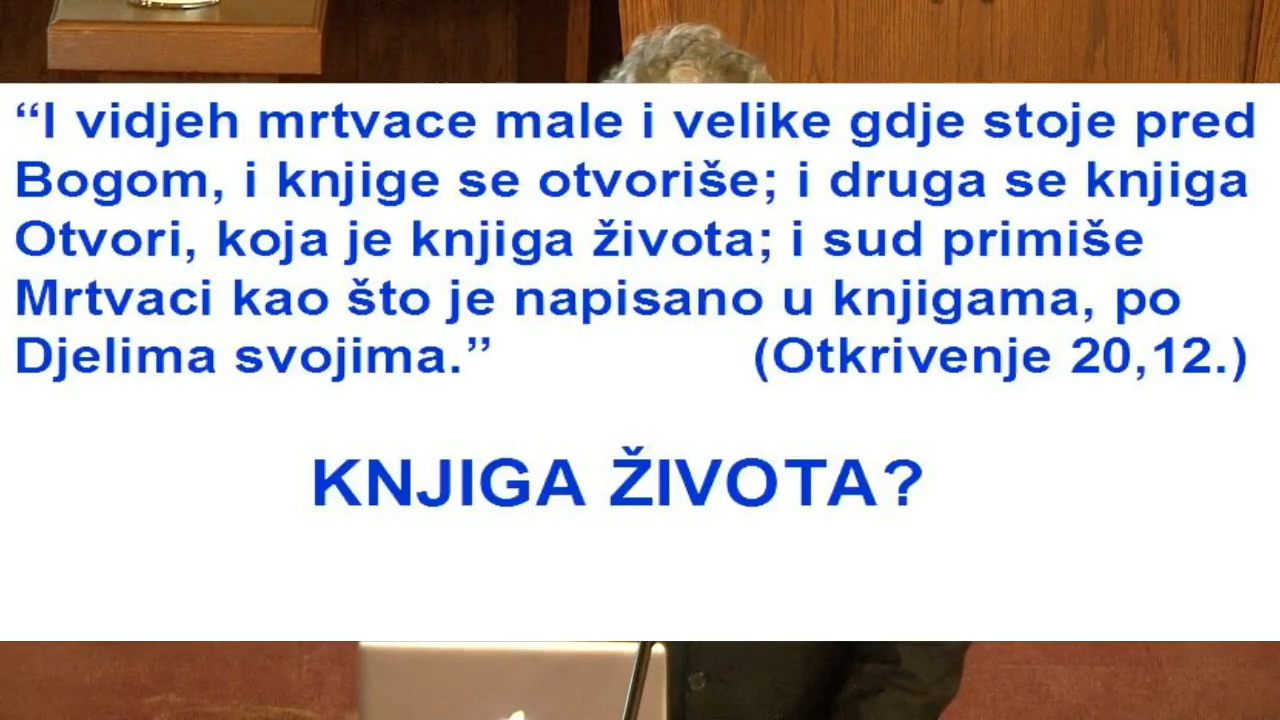 “I vidjeh mrtvace male i velike gdje stoje pred
Bogom, i knjige se otvoriše; i druga se knjiga
Otvori, koja je knjiga života; i sud primiše
Mrtvaci kao što je napisano u knjigama, po
Djelima svojima.” (Otkrivenje 20,12.)
KNJIGA ŽIVOTA?